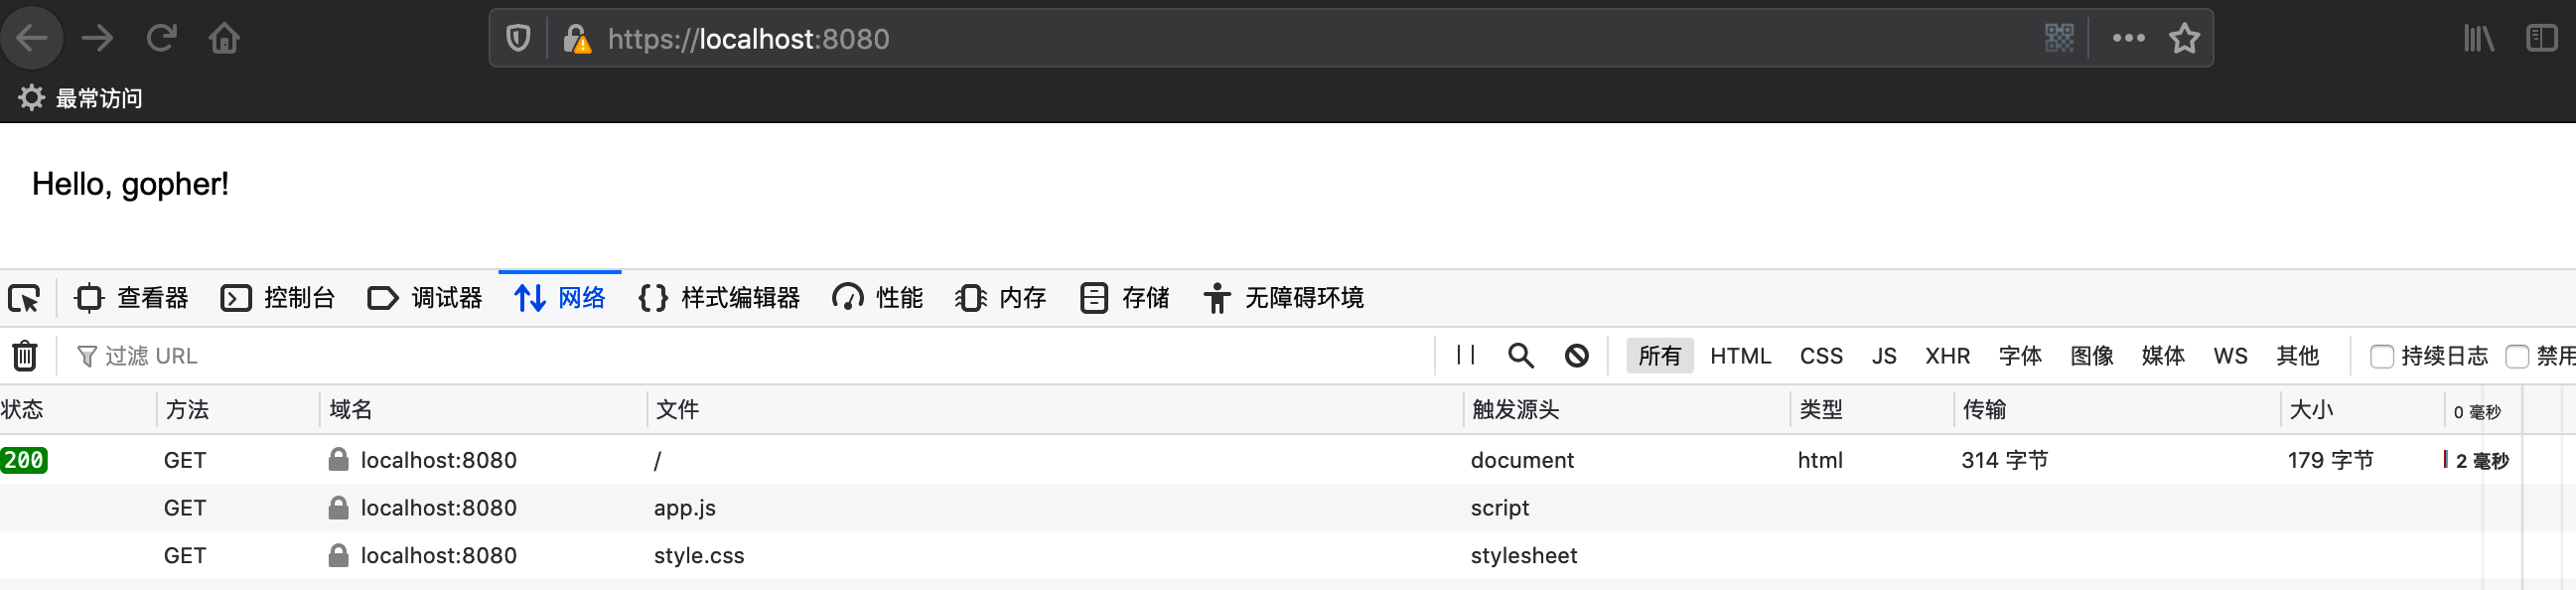 https://localhost:8080
最常访问
Hello, gopher!
查看器 控制台 调试器 网络 样式编辑器 性能 内存 存储 无障碍环境
过滤 URL 所有 HTML CSS JS XHR 字体 图像 媒体 WS 其他 持续日志 禁用
状态 方法 域名 文件 触发源头 类型 传输 大小 0 毫秒
200 GET localhost:8080 / document html 314 字节 179 字节 2 毫秒
GET localhost:8080 app.js script
GET localhost:8080 style.css stylesheet